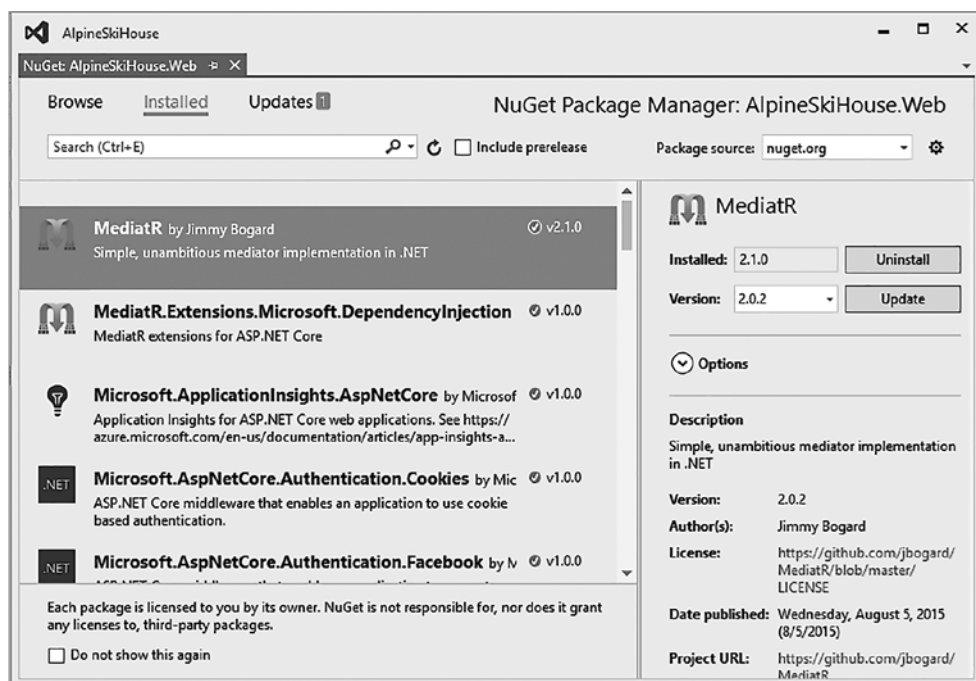 AlpineSkiHouse
NuGet: AlpineSkiHouse.Web
Browse Installed Updates 1
NuGet Package Manager: AlpineSkiHouse.Web
Search (Ctrl+E)
Include prerelease
Package source: nuget.org
MediatR by Jimmy Bogard v2.1.0
Simple, unambitious mediator implementation in .NET
MediatR.Extensions.Microsoft.DependencyInjection v1.0.0
MediatR extensions for ASP.NET Core
Microsoft.ApplicationInsights.AspNetCore by Microsof v1.0.0
Application Insights for ASP.NET Core web applications. See https://
azure.microsoft.com/en-us/documentation/articles/app-insights-a...
.NET
Microsoft.AspNetCore.Authentication.Cookies by Mic v1.0.0
ASP.NET Core middleware that enables an application to use cookie
based authentication.
.NET
Microsoft.AspNetCore.Authentication.Facebook by M v1.0.0
Each package is licensed to you by its owner. NuGet is not responsible for, nor does it grant
any licenses to, third-party packages.
Do not show this again
MediatR
Installed: 2.1.0 Uninstall
Version: 2.0.2 Update
Options
Description
Simple, unambitious mediator implementation
in .NET
Version: 2.0.2
Author(s): Jimmy Bogard
License: https://github.com/jbogard/
MediatR/blob/master/
LICENSE
Date published: Wednesday, August 5, 2015
(8/5/2015)
Project URL: https://github.com/jbogard/
MediatR